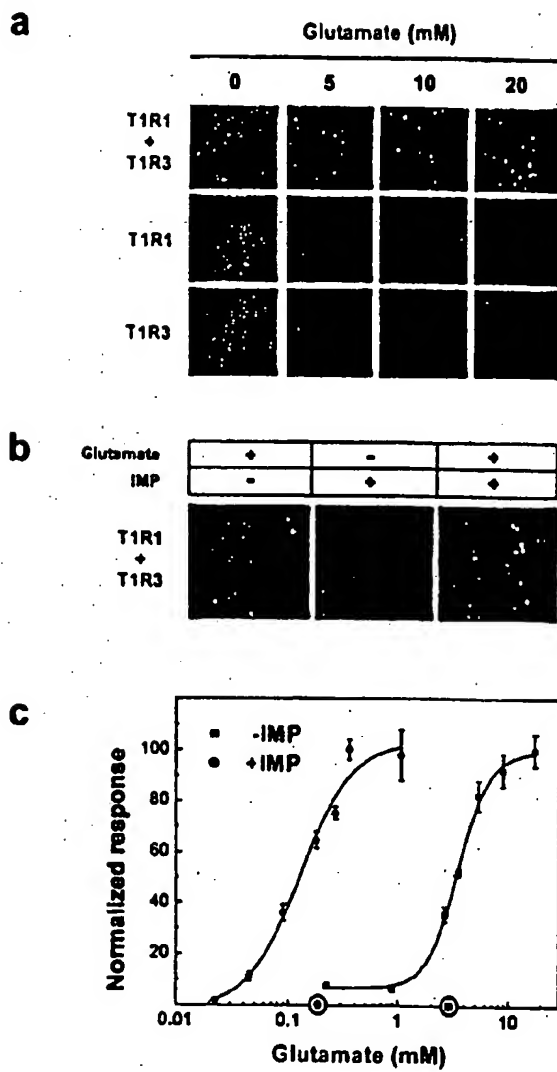 a
Glutamate (mM)
0 5 10 20
T1R1
+
T1R3
T1R1
T1R3
b
Glutamate + - +
IMP - + +
T1R1
+
T1R3
c
-IMP
+IMP
Normalized response
100
80
60
40
20
0.01 0.1 1 10
Glutamate (mM)